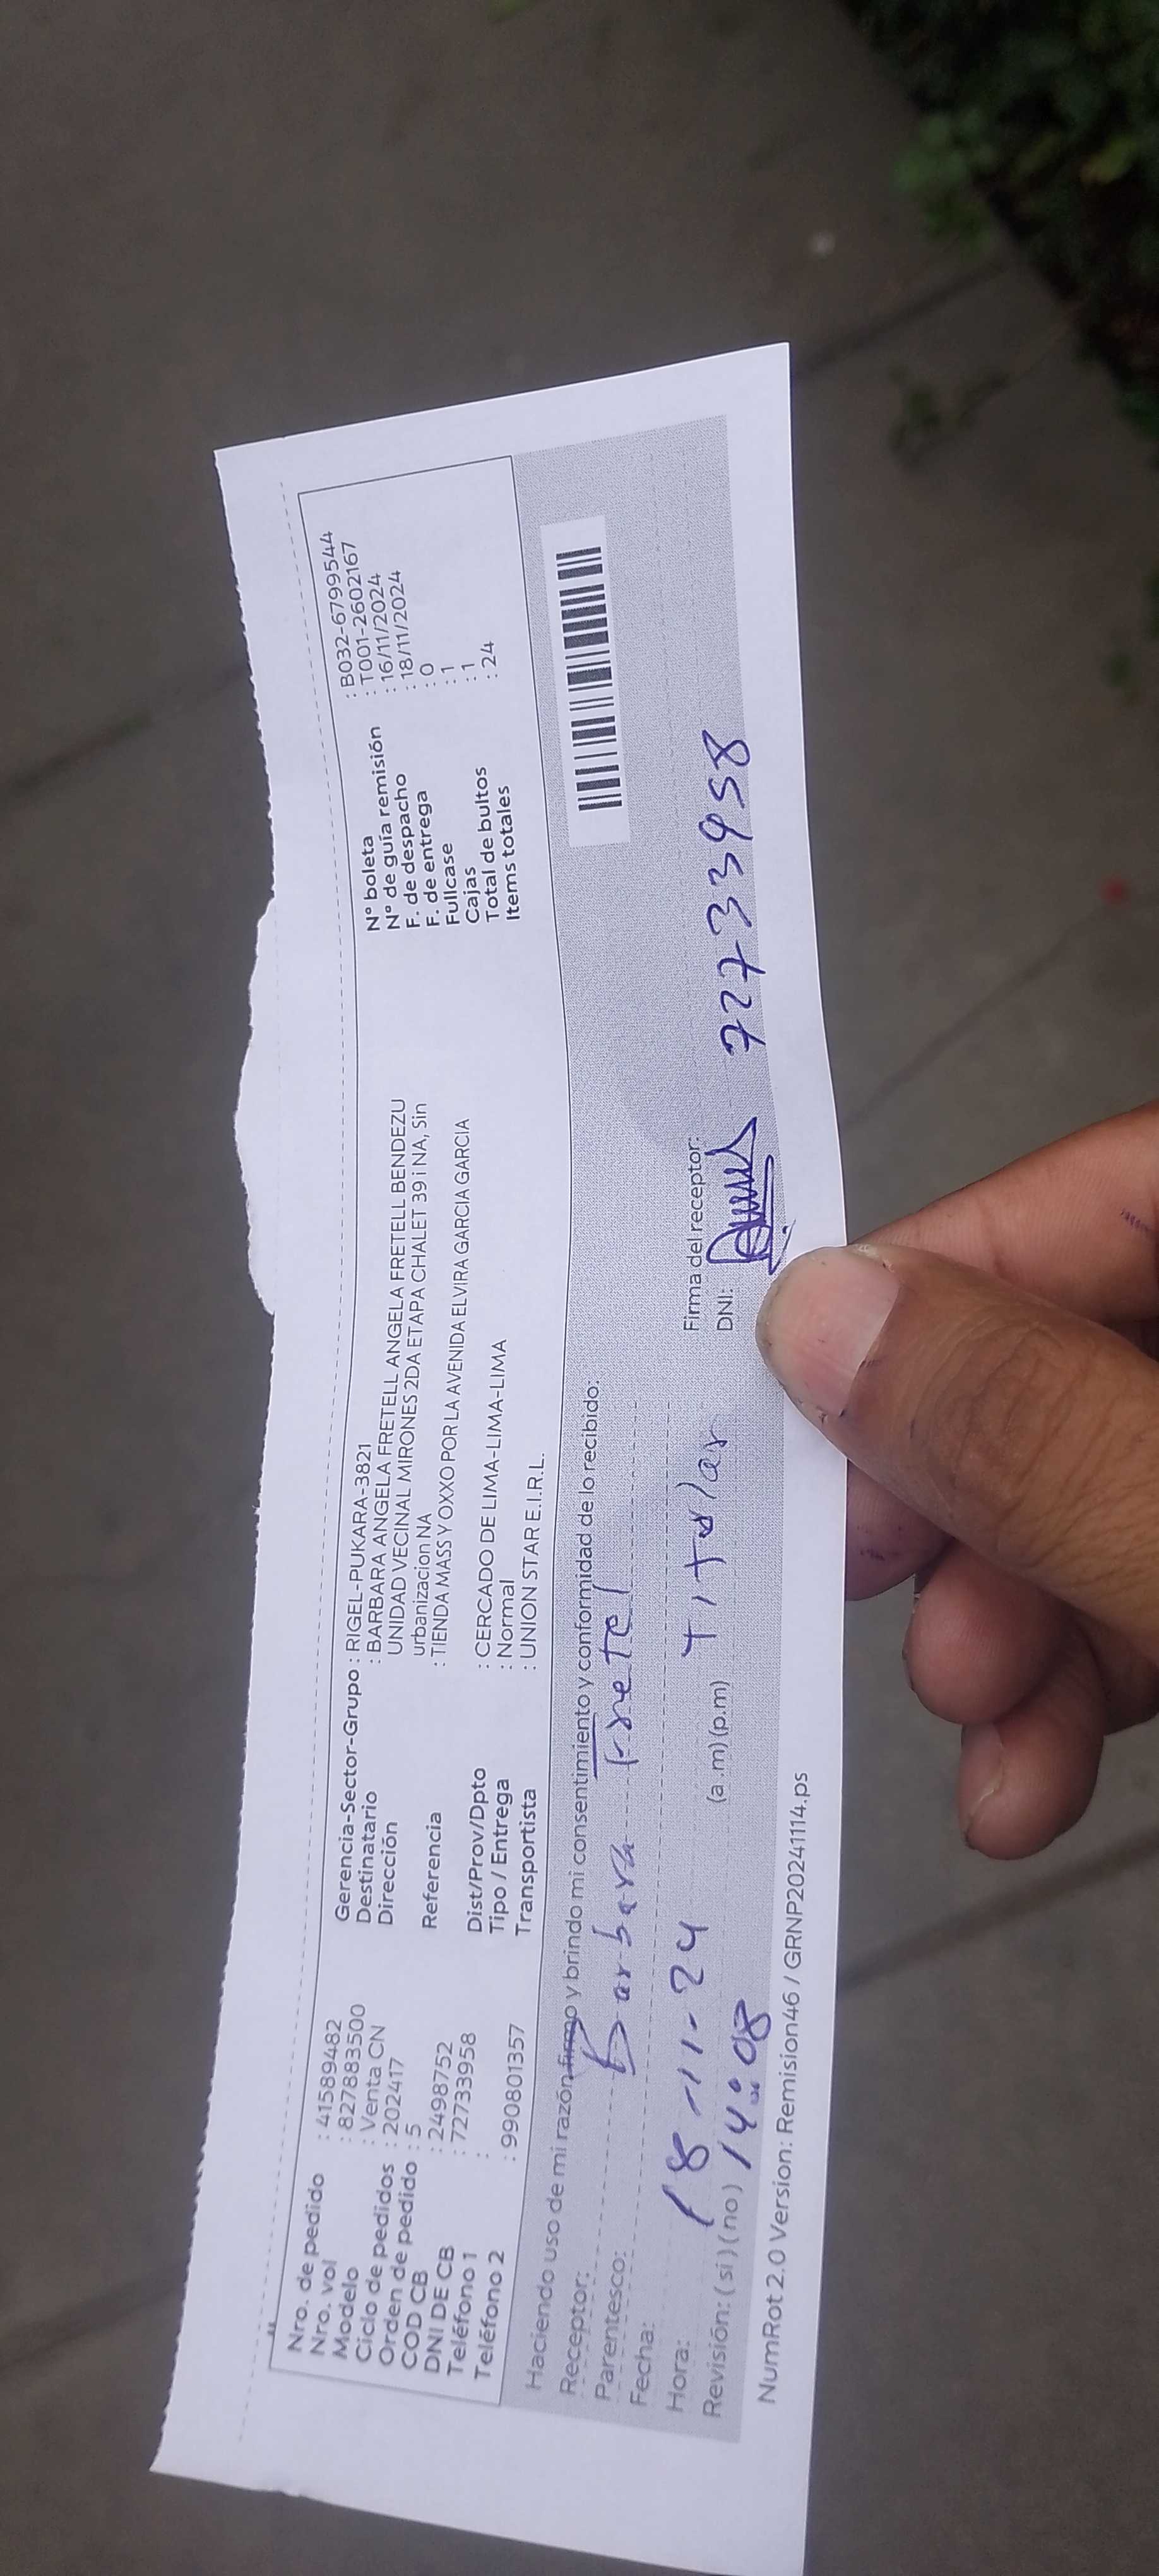 Nro. de pedido : 41589482
Nro. vol : 827883500
Modelo : Venta CN
Ciclo de pedidos : 202417
Orden de pedido : 5
COD CB : 2498752
DNI DE CB : 72733958
Teléfono 1 :
Teléfono 2 : 990801357
Gerencia-Sector-Grupo : RIGEL-PUKARA-3821
Destinatario : BARBARA ANGELA FRETELL ANGELA FRETELL BENDEZU
Dirección UNIDAD VECINAL MIRONES 2DA ETAPA CHALET 39 i NA, Sin
urbanizacion NA
Referencia : TIENDA MASS Y OXXO POR LA AVENIDA ELVIRA GARCIA GARCIA
Dist/Prov/Dpto : CERCADO DE LIMA-LIMA-LIMA
Tipo / Entrega : Normal
Transportista : UNION STAR E.I.R.L.
N° boleta : B032-6799544
N° de guía remisión : T001-2602167
F. de despacho : 16/11/2024
F. de entrega : 18/11/2024
Fullcase : 0
Cajas : 1
Total de bultos : 1
Items totales : 24
Haciendo uso de mi razón firmo y brindo mi consentimiento y conformidad de lo recibido:
Receptor: Barbara Fretel
Parentesco: Titular
Fecha: 18-11-24
Hora: 14:08 (a.m) (p.m)
Revisión: ( si ) ( no )
Firma del receptor:
DNI: 72733958
NumRot 2.0 Version: Remision46 / GRNP20241114.ps